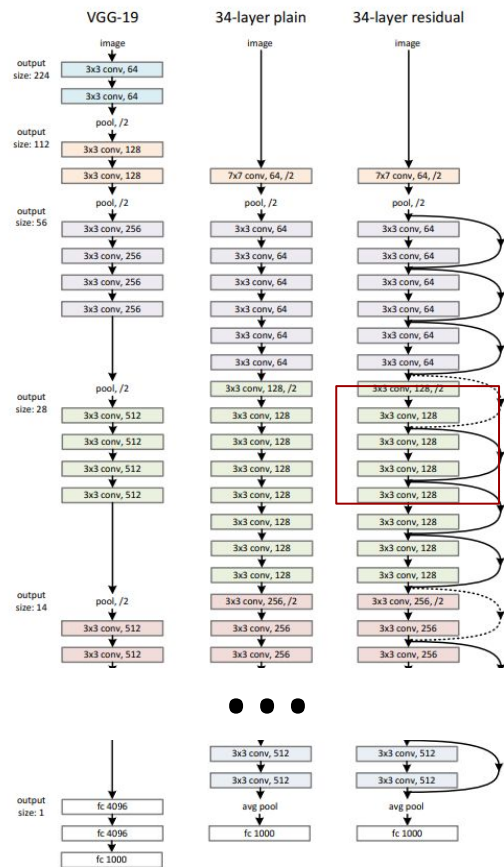 VGG-19 34-layer plain 34-layer residual
output size: 224
image
3x3 conv, 64
3x3 conv, 64
pool, /2
output size: 112
3x3 conv, 128
3x3 conv, 128
pool, /2
output size: 56
3x3 conv, 256
3x3 conv, 256
3x3 conv, 256
3x3 conv, 256
pool, /2
output size: 28
3x3 conv, 512
3x3 conv, 512
3x3 conv, 512
3x3 conv, 512
pool, /2
output size: 14
3x3 conv, 512
3x3 conv, 512
output size: 1
fc 4096
fc 4096
fc 1000
image
7x7 conv, 64, /2
pool, /2
3x3 conv, 64
3x3 conv, 64
3x3 conv, 64
3x3 conv, 64
3x3 conv, 64
3x3 conv, 64
3x3 conv, 128, /2
3x3 conv, 128
3x3 conv, 128
3x3 conv, 128
3x3 conv, 128
3x3 conv, 128
3x3 conv, 128
3x3 conv, 128
3x3 conv, 256, /2
3x3 conv, 256
3x3 conv, 256
3x3 conv, 512
3x3 conv, 512
avg pool
fc 1000
image
7x7 conv, 64, /2
pool, /2
3x3 conv, 64
3x3 conv, 64
3x3 conv, 64
3x3 conv, 64
3x3 conv, 64
3x3 conv, 64
3x3 conv, 128, /2
3x3 conv, 128
3x3 conv, 128
3x3 conv, 128
3x3 conv, 128
3x3 conv, 128
3x3 conv, 128
3x3 conv, 128
3x3 conv, 256, /2
3x3 conv, 256
3x3 conv, 256
3x3 conv, 512
3x3 conv, 512
avg pool
fc 1000